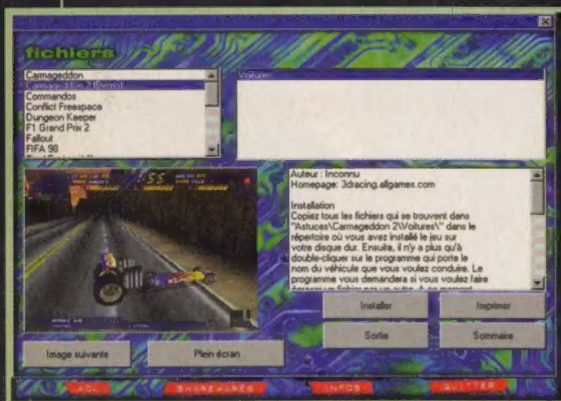 fichiers
Carmageddon
Carmageddon 2 (Demo)
Commandos
Conflict Freespace
Dungeon Keeper
F1 Grand Prix 2
Fallout
FIFA 98
Voitures
55
Auteur : Inconnu
Homepage: 3dracing.allgames.com
Installation
Copiez tous les fichiers qui se trouvent dans
"Astuces\Carmageddon 2\Voitures\" dans le
répertoire où vous avez installé le jeu sur
votre disque dur. Ensuite, il n'y a plus qu'à
double-cliquer sur le programme qui porte le
nom du véhicule que vous voulez conduire. Le
programme vous demandera si vous voulez faire
Installer
Imprimer
Sortie
Sommaire
Image suivante
Plein écran
AOL
SHAREWARES
INFOS
QUITTER